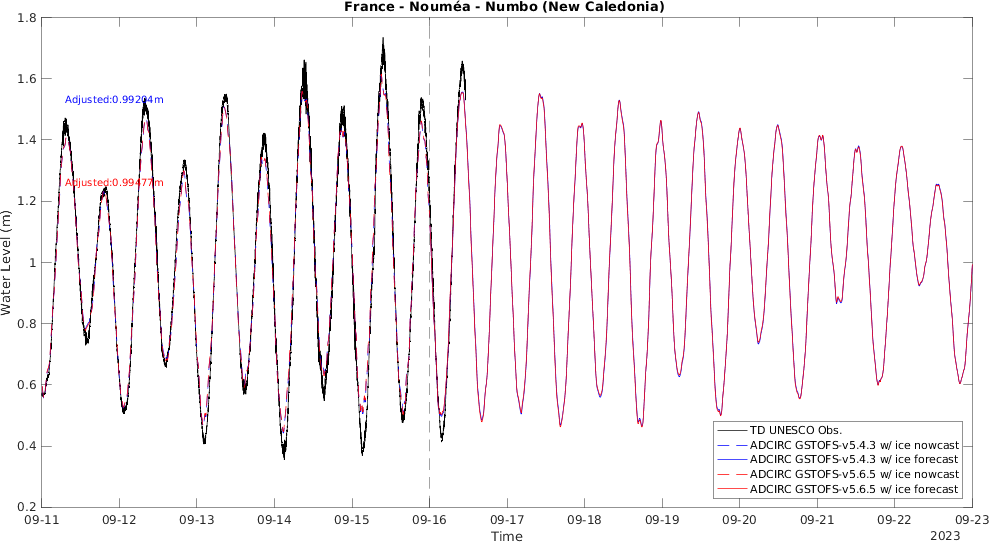 France - Nouméa - Numbo (New Caledonia)
1.8
1.6
1.4
1.2
1
0.8
0.6
0.4
0.2
Water Level (m)
Adjusted:0.99204m
Adjusted:0.99477m
TD UNESCO Obs.
ADCIRC GSTOFS-v5.4.3 w/ ice nowcast
ADCIRC GSTOFS-v5.4.3 w/ ice forecast
ADCIRC GSTOFS-v5.6.5 w/ ice nowcast
ADCIRC GSTOFS-v5.6.5 w/ ice forecast
09-11 09-12 09-13 09-14 09-15 09-16 09-17 09-18 09-19 09-20 09-21 09-22 09-23
Time
2023